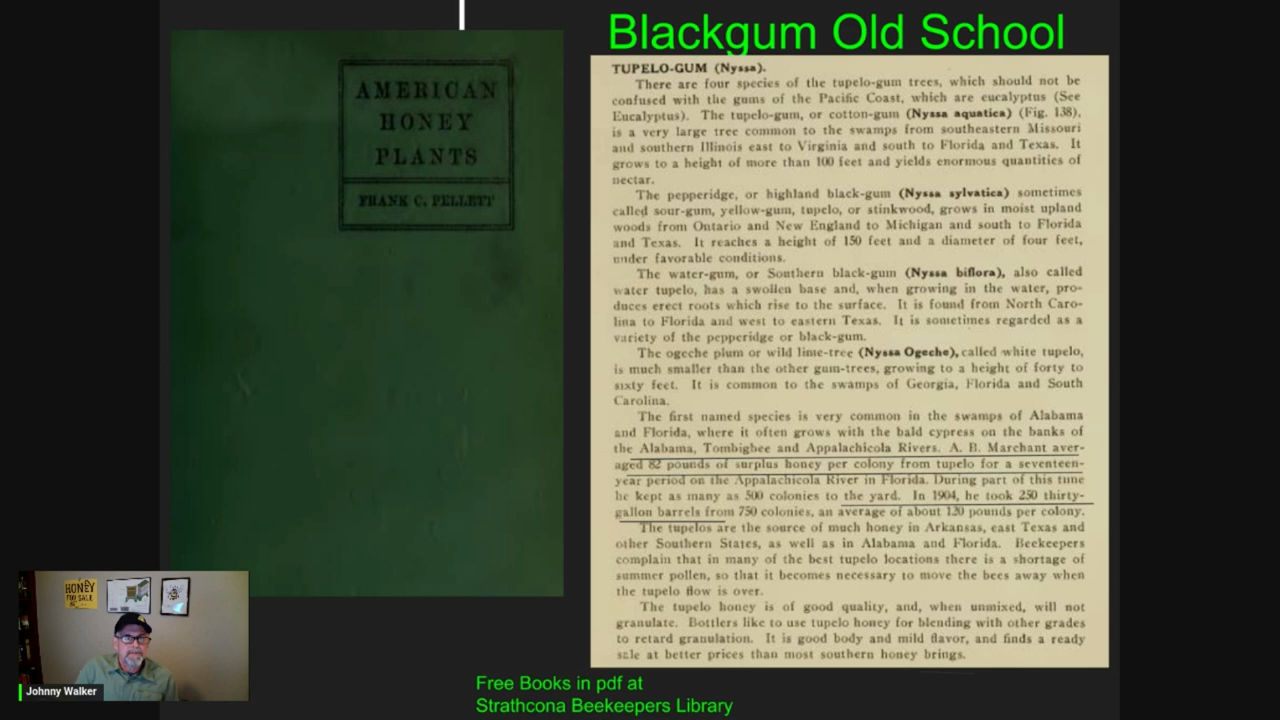 Blackgum Old School
AMERICAN
HONEY
PLANTS
FRANK C. PELLETT
TUPELO-GUM (Nyssa).
There are four species of the tupelo-gum trees, which should not be
confused with the gums of the Pacific Coast, which are eucalyptus (See
Eucalyptus). The tupelo-gum, or cotton-gum (Nyssa aquatica) (Fig. 138),
is a very large tree common to the swamps from southeastern Missouri
and southern Illinois east to Virginia and south to Florida and Texas. It
grows to a height of more than 100 feet and yields enormous quantities of
nectar.
The pepperidge, or highland black-gum (Nyssa sylvatica) sometimes
called sour-gum, yellow-gum, tupelo, or stinkwood, grows in moist upland
woods from Ontario and New England to Michigan and south to Florida
and Texas. It reaches a height of 150 feet and a diameter of four feet,
under favorable conditions.
The water-gum, or Southern black-gum (Nyssa biflora), also called
water tupelo, has a swollen base and, when growing in the water, pro-
duces erect roots which rise to the surface. It is found from North Caro-
lina to Florida and west to eastern Texas. It is sometimes regarded as a
variety of the pepperidge or black-gum.
The ogeche plum or wild lime-tree (Nyssa Ogeche), called white tupelo,
is much smaller than the other gum-trees, growing to a height of forty to
sixty feet. It is common to the swamps of Georgia, Florida and South
Carolina.
The first named species is very common in the swamps of Alabama
and Florida, where it often grows with the bald cypress on the banks of
the Alabama, Tombigbee and Appalachicola Rivers. A. B. Marchant aver-
aged 82 pounds of surplus honey per colony from tupelo for a seventeen-
year period on the Appalachicola River in Florida. During part of this time
he kept as many as 500 colonies to the yard. In 1904, he took 250 thirty-
gallon barrels from 750 colonies, an average of about 120 pounds per colony.
The tupelos are the source of much honey in Arkansas, east Texas and
other Southern States, as well as in Alabama and Florida. Beekeepers
complain that in many of the best tupelo locations there is a shortage of
summer pollen, so that it becomes necessary to move the bees away when
the tupelo flow is over.
The tupelo honey is of good quality, and, when unmixed, will not
granulate. Bottlers like to use tupelo honey for blending with other grades
to retard granulation. It is good body and mild flavor, and finds a ready
sale at better prices than most southern honey brings.
HONEY
FOR SALE
Johnny Walker
Free Books in pdf at
Strathcona Beekeepers Library